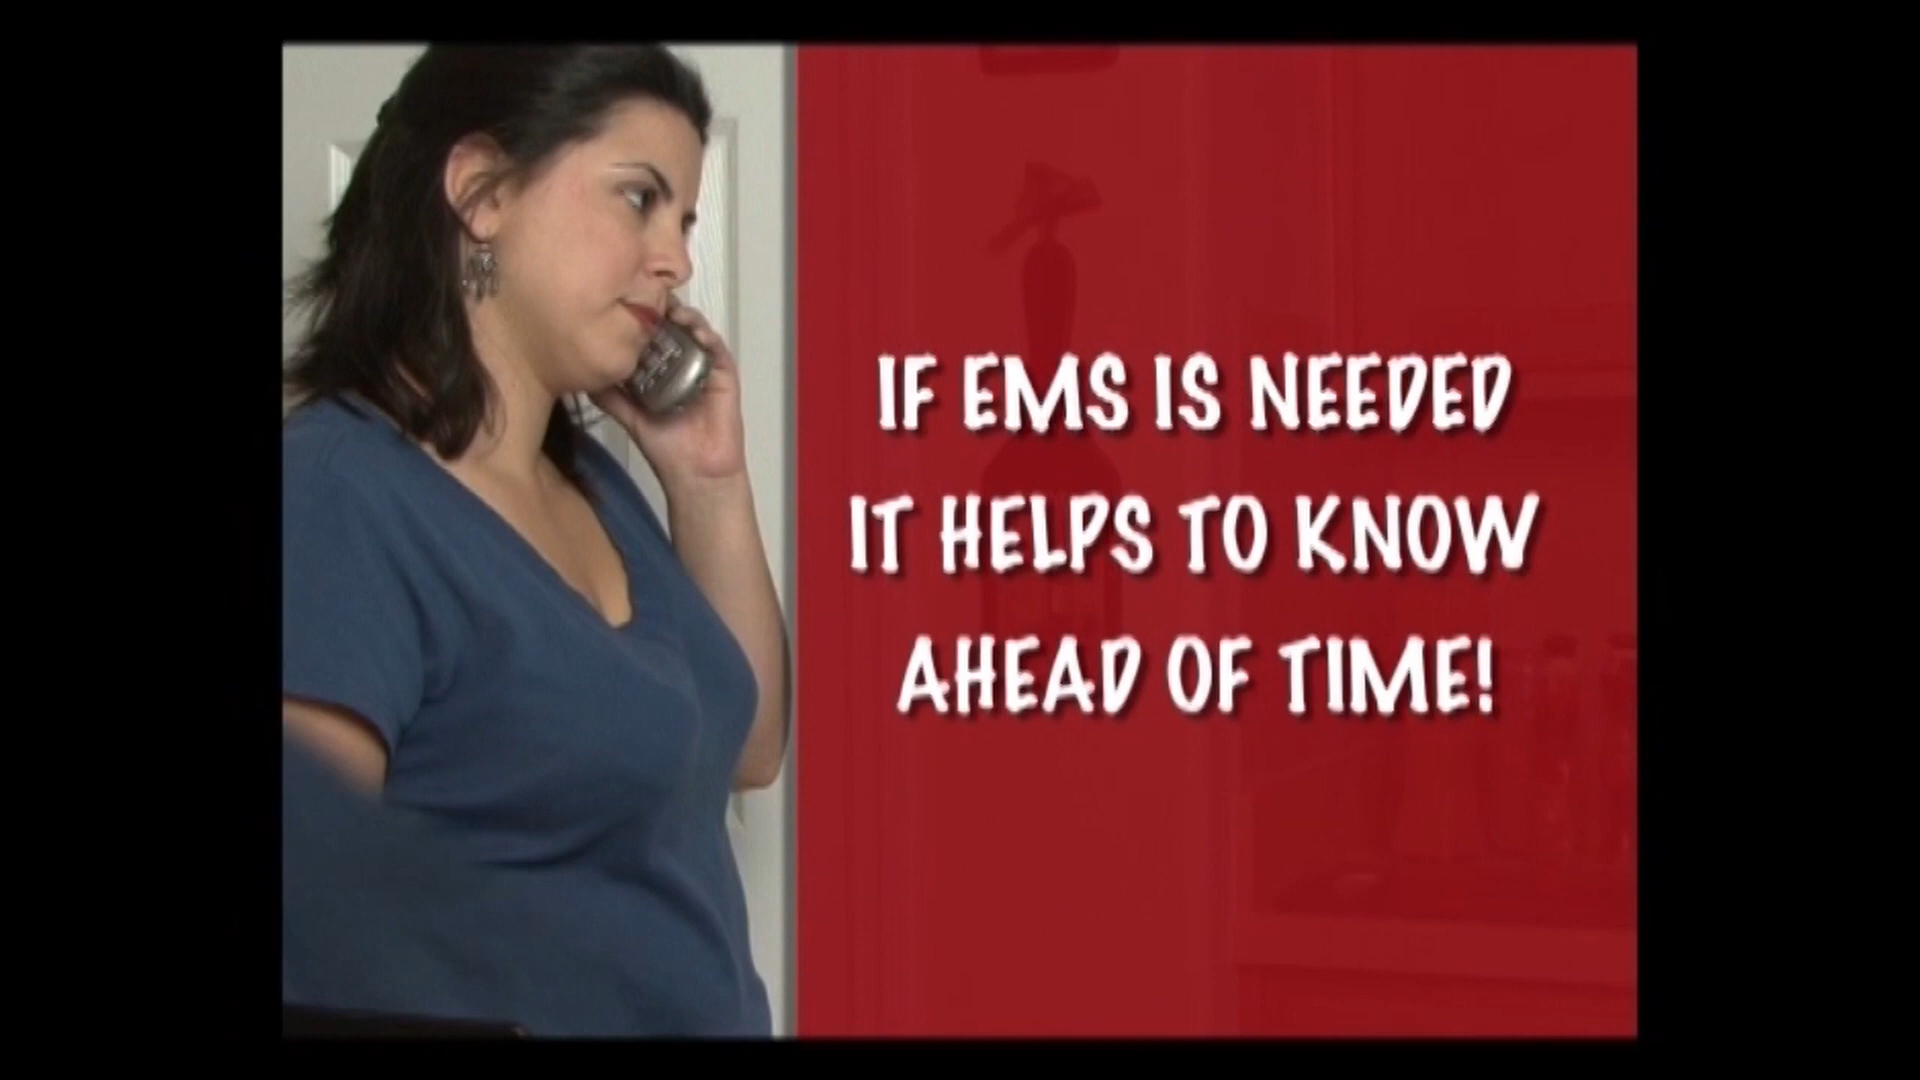 IF EMS IS NEEDED
IT HELPS TO KNOW
AHEAD OF TIME!